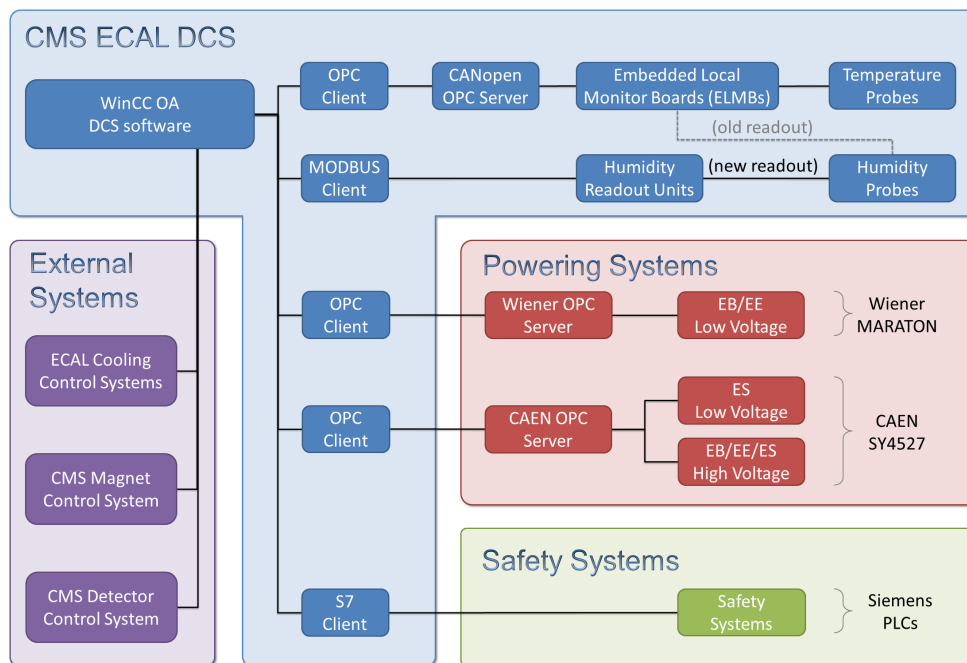 CMS ECAL DCS
WinCC OA
DCS software
OPC
Client
CANopen
OPC Server
Embedded Local
Monitor Boards (ELMBs)
Temperature
Probes
(old readout)
MODBUS
Client
Humidity
Readout Units
(new readout)
Humidity
Probes
External
Systems
ECAL Cooling
Control Systems
CMS Magnet
Control System
CMS Detector
Control System
OPC
Client
OPC
Client
S7
Client
Powering Systems
Wiener OPC
Server
EB/EE
Low Voltage
Wiener
MARATON
CAEN OPC
Server
ES
Low Voltage
EB/EE/ES
High Voltage
CAEN
SY4527
Safety Systems
Safety
Systems
Siemens
PLCs